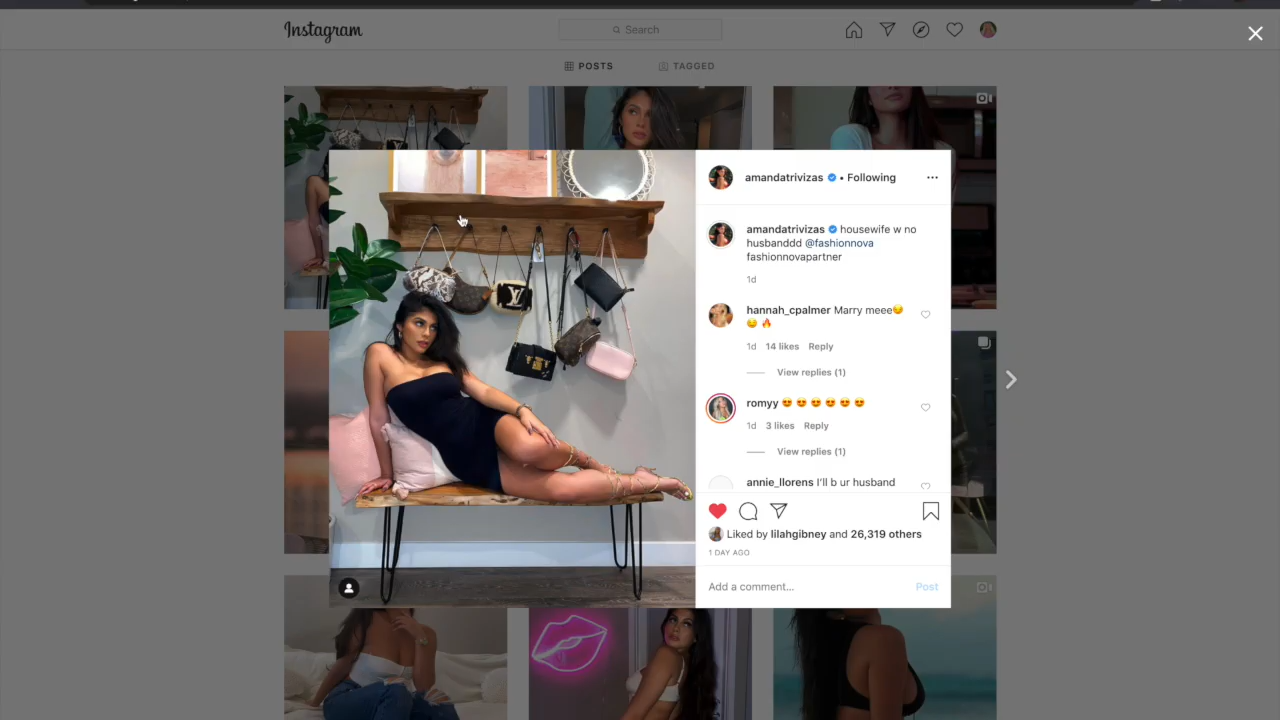 Instagram
Search
POSTS
TAGGED
amandatrivizas • Following
amandatrivizas housewife w no
husbanddd @fashionnova
fashionnovapartner
1d
hannah_cpalmer Marry meee😏
😏 🔥
1d 14 likes Reply
View replies (1)
romyy 😍 😍 😍 😍 😍 😍
1d 3 likes Reply
View replies (1)
annie_llorens I'll b ur husband
Liked by lilahgibney and 26,319 others
1 DAY AGO
Add a comment... Post
LV